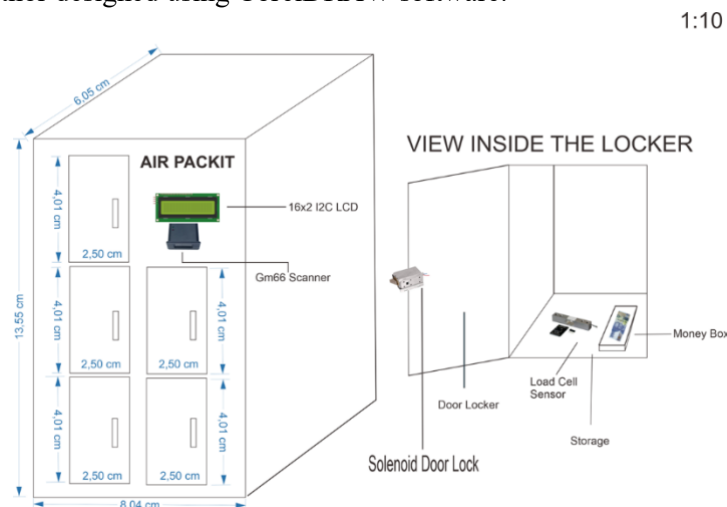 using
software.
1:10
6,05 cm
AIR PACKIT
16x2 I2C LCD
Gm66 Scanner
13,55 cm
4,01 cm
2,50 cm
4,01 cm
2,50 cm
2,50 cm
4,01 cm
4,01 cm
2,50 cm
2,50 cm
4,01 cm
8,04 cm
VIEW INSIDE THE LOCKER
Money Box
Load Cell
Sensor
Door Locker
Storage
Solenoid Door Lock